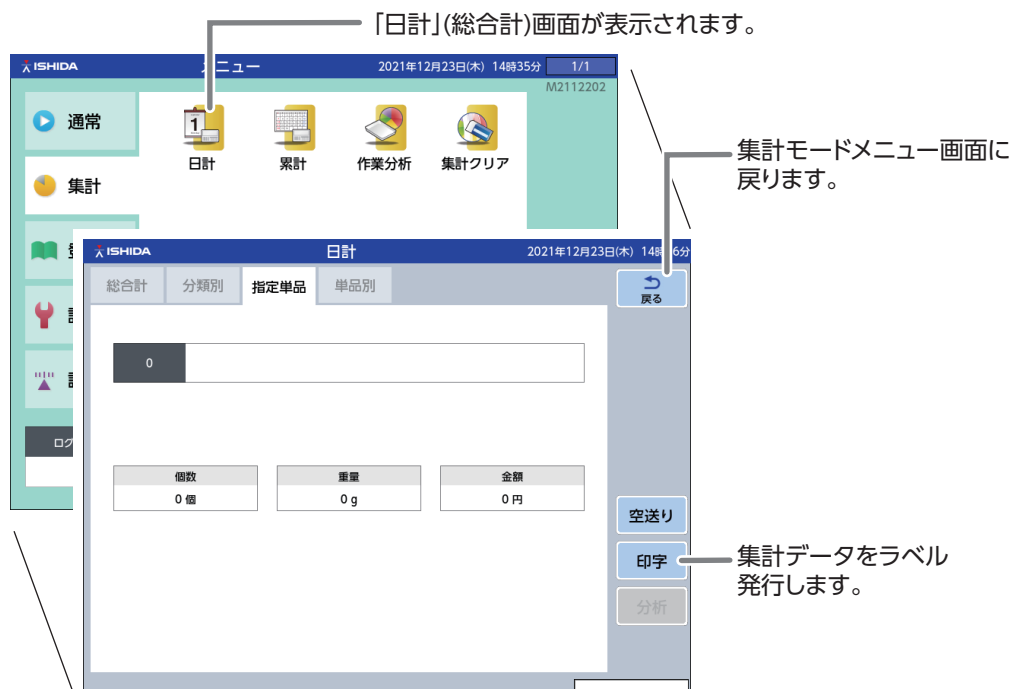 「日計」(総合計)画面が表示されます。
ISHIDA
メニュー
2021年12月23日(木) 14時35分
1/1
M2112202
通常
日計
累計
作業分析
集計クリア
集計
集計モードメニュー画面に
戻ります。
ISHIDA
日計
2021年12月23日(木)
総合計
分類別
指定単品
単品別
戻る
0
個数
重量
金額
0 個
0 g
0 円
空送り
印字
分析
集計データをラベル
発行します。